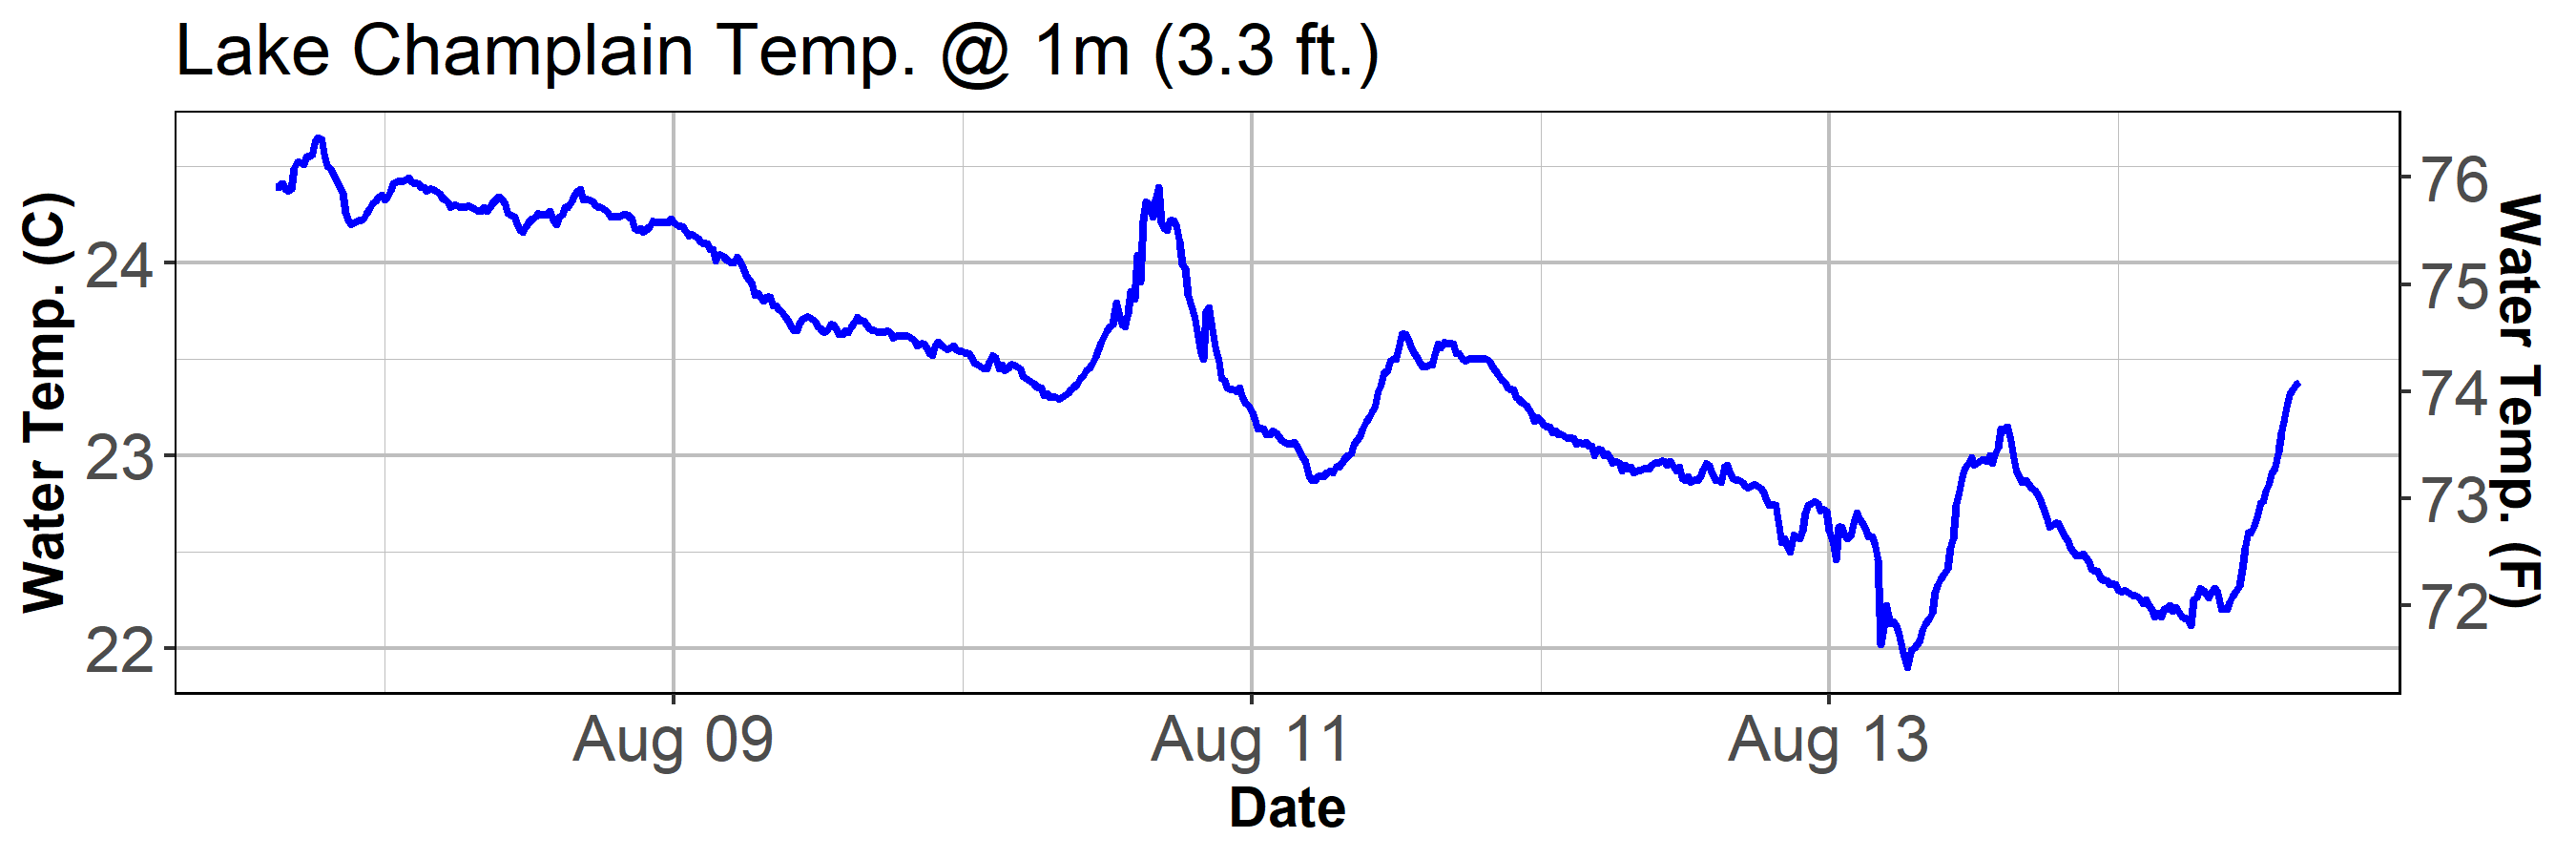 Lake Champlain Temp. @ 1m (3.3 ft.)
Water Temp. (C)
24
23
22
76
75
74
73
72
Water Temp. (F)
Aug 09
Aug 11
Aug 13
Date